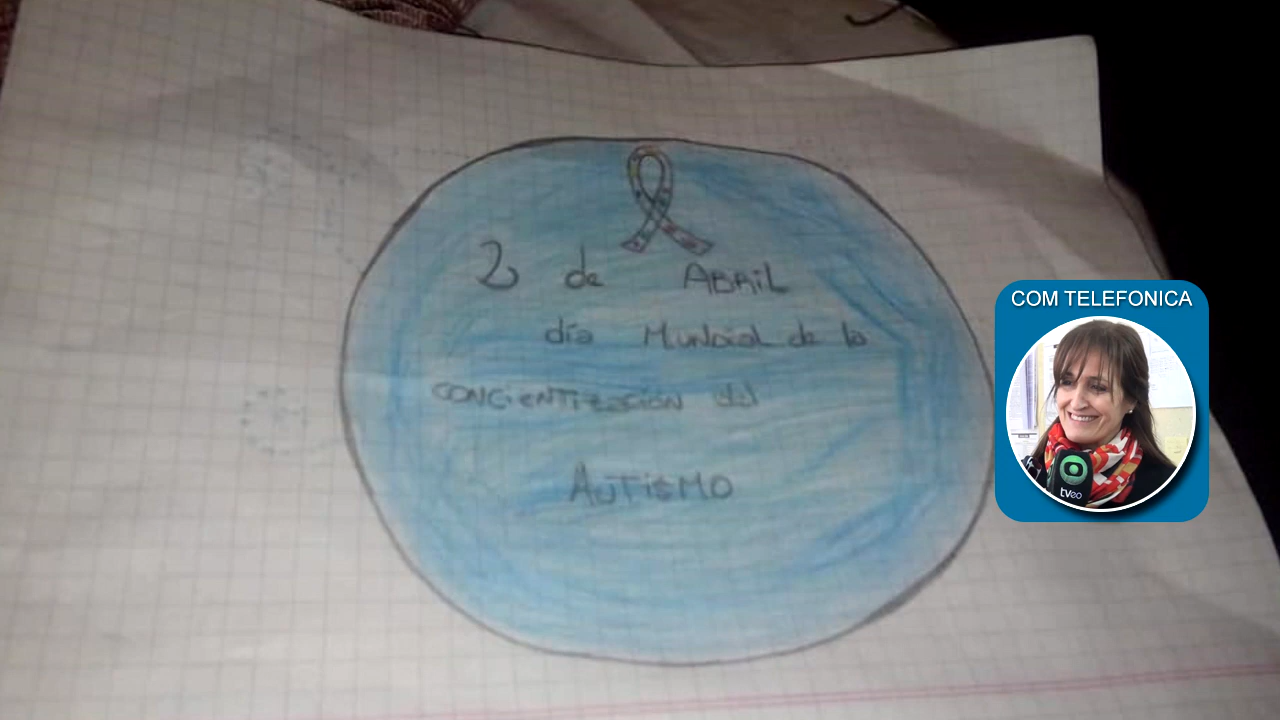 2 de ABRIL
día MUNDIAL de la
CONCIENTIZACIÓN del
AUTISMO
COM TELEFONICA
tveo